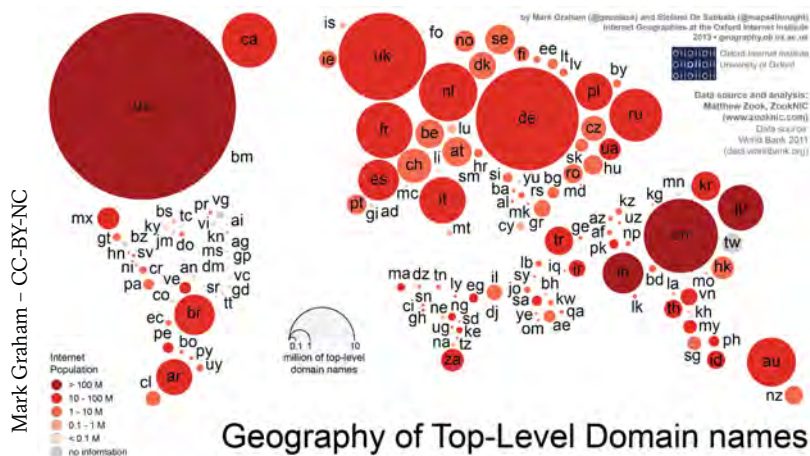 Mark Graham – CC-BY-NC
by Mark Graham (@geoplace) and Stefano De Sabbata (@maps4thought)
Internet Geographies at the Oxford Internet Institute
2013 • geography.oii.ox.ac.uk
Oxford Internet Institute
University of Oxford
Data source and analysis:
Matthew Zook, ZookNIC
(www.zooknic.com)
Data source:
World Bank 2011
(data.worldbank.org)
ca
bm
is
fo
no
se
ie
uk
dk
fi
ee
lt
lv
nl
de
pl
by
ru
fr
be
lu
cz
ua
ch
li
at
hr
sk
ro
hu
es
mc
sm
si
yu
bg
md
pt
gi
ad
it
ba
rs
al
mk
gr
mt
cy
tr
ge
az
kz
af
uz
pk
np
kg
mn
kr
tw
in
hk
mo
bd
lk
la
vn
th
kh
my
ph
sg
id
au
nz
mx
bs
tc
pr
vg
gt
bz
ky
jm
do
vi
ai
kn
ag
hn
sv
ms
gp
ni
cr
an
dm
vc
pa
ve
sr
gd
co
tt
ec
br
pe
bo
py
cl
ar
uy
ma
dz
tn
ly
eg
il
dj
ci
sn
gh
ne
ng
sd
ug
ke
na
tz
za
lb
iq
ir
sy
jo
bh
sa
kw
ye
qa
om
ae
0.1
1
10
million of top-level
domain names
Internet
Population
> 100 M
10 - 100 M
1 - 10 M
0.1 - 1 M
< 0.1 M
no information
Geography of Top-Level Domain names